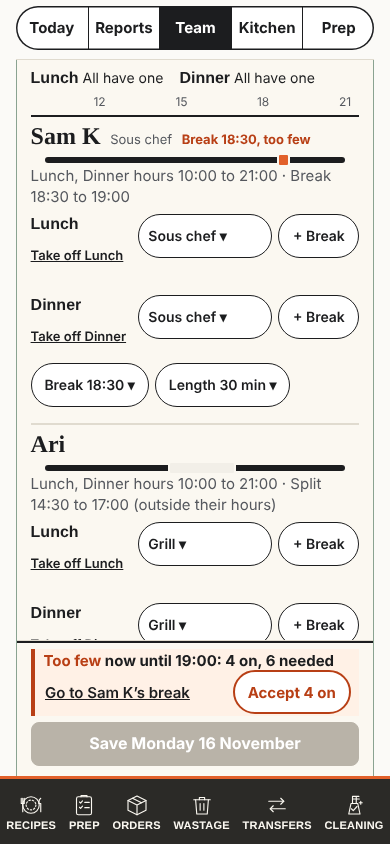 Today Reports Team Kitchen Prep
Lunch All have one Dinner All have one
12 15 18 21
Sam K Sous chef Break 18:30, too few
Lunch, Dinner hours 10:00 to 21:00 · Break
18:30 to 19:00
Lunch
Sous chef ▾ + Break
Take off Lunch
Dinner
Sous chef ▾ + Break
Take off Dinner
Break 18:30 ▾ Length 30 min ▾
Ari
Lunch, Dinner hours 10:00 to 21:00 · Split
14:30 to 17:00 (outside their hours)
Lunch
Grill ▾ + Break
Take off Lunch
Dinner
Grill ▾ + Break
Too few now until 19:00: 4 on, 6 needed
Go to Sam K’s break Accept 4 on
Save Monday 16 November
RECIPES PREP ORDERS WASTAGE TRANSFERS CLEANING